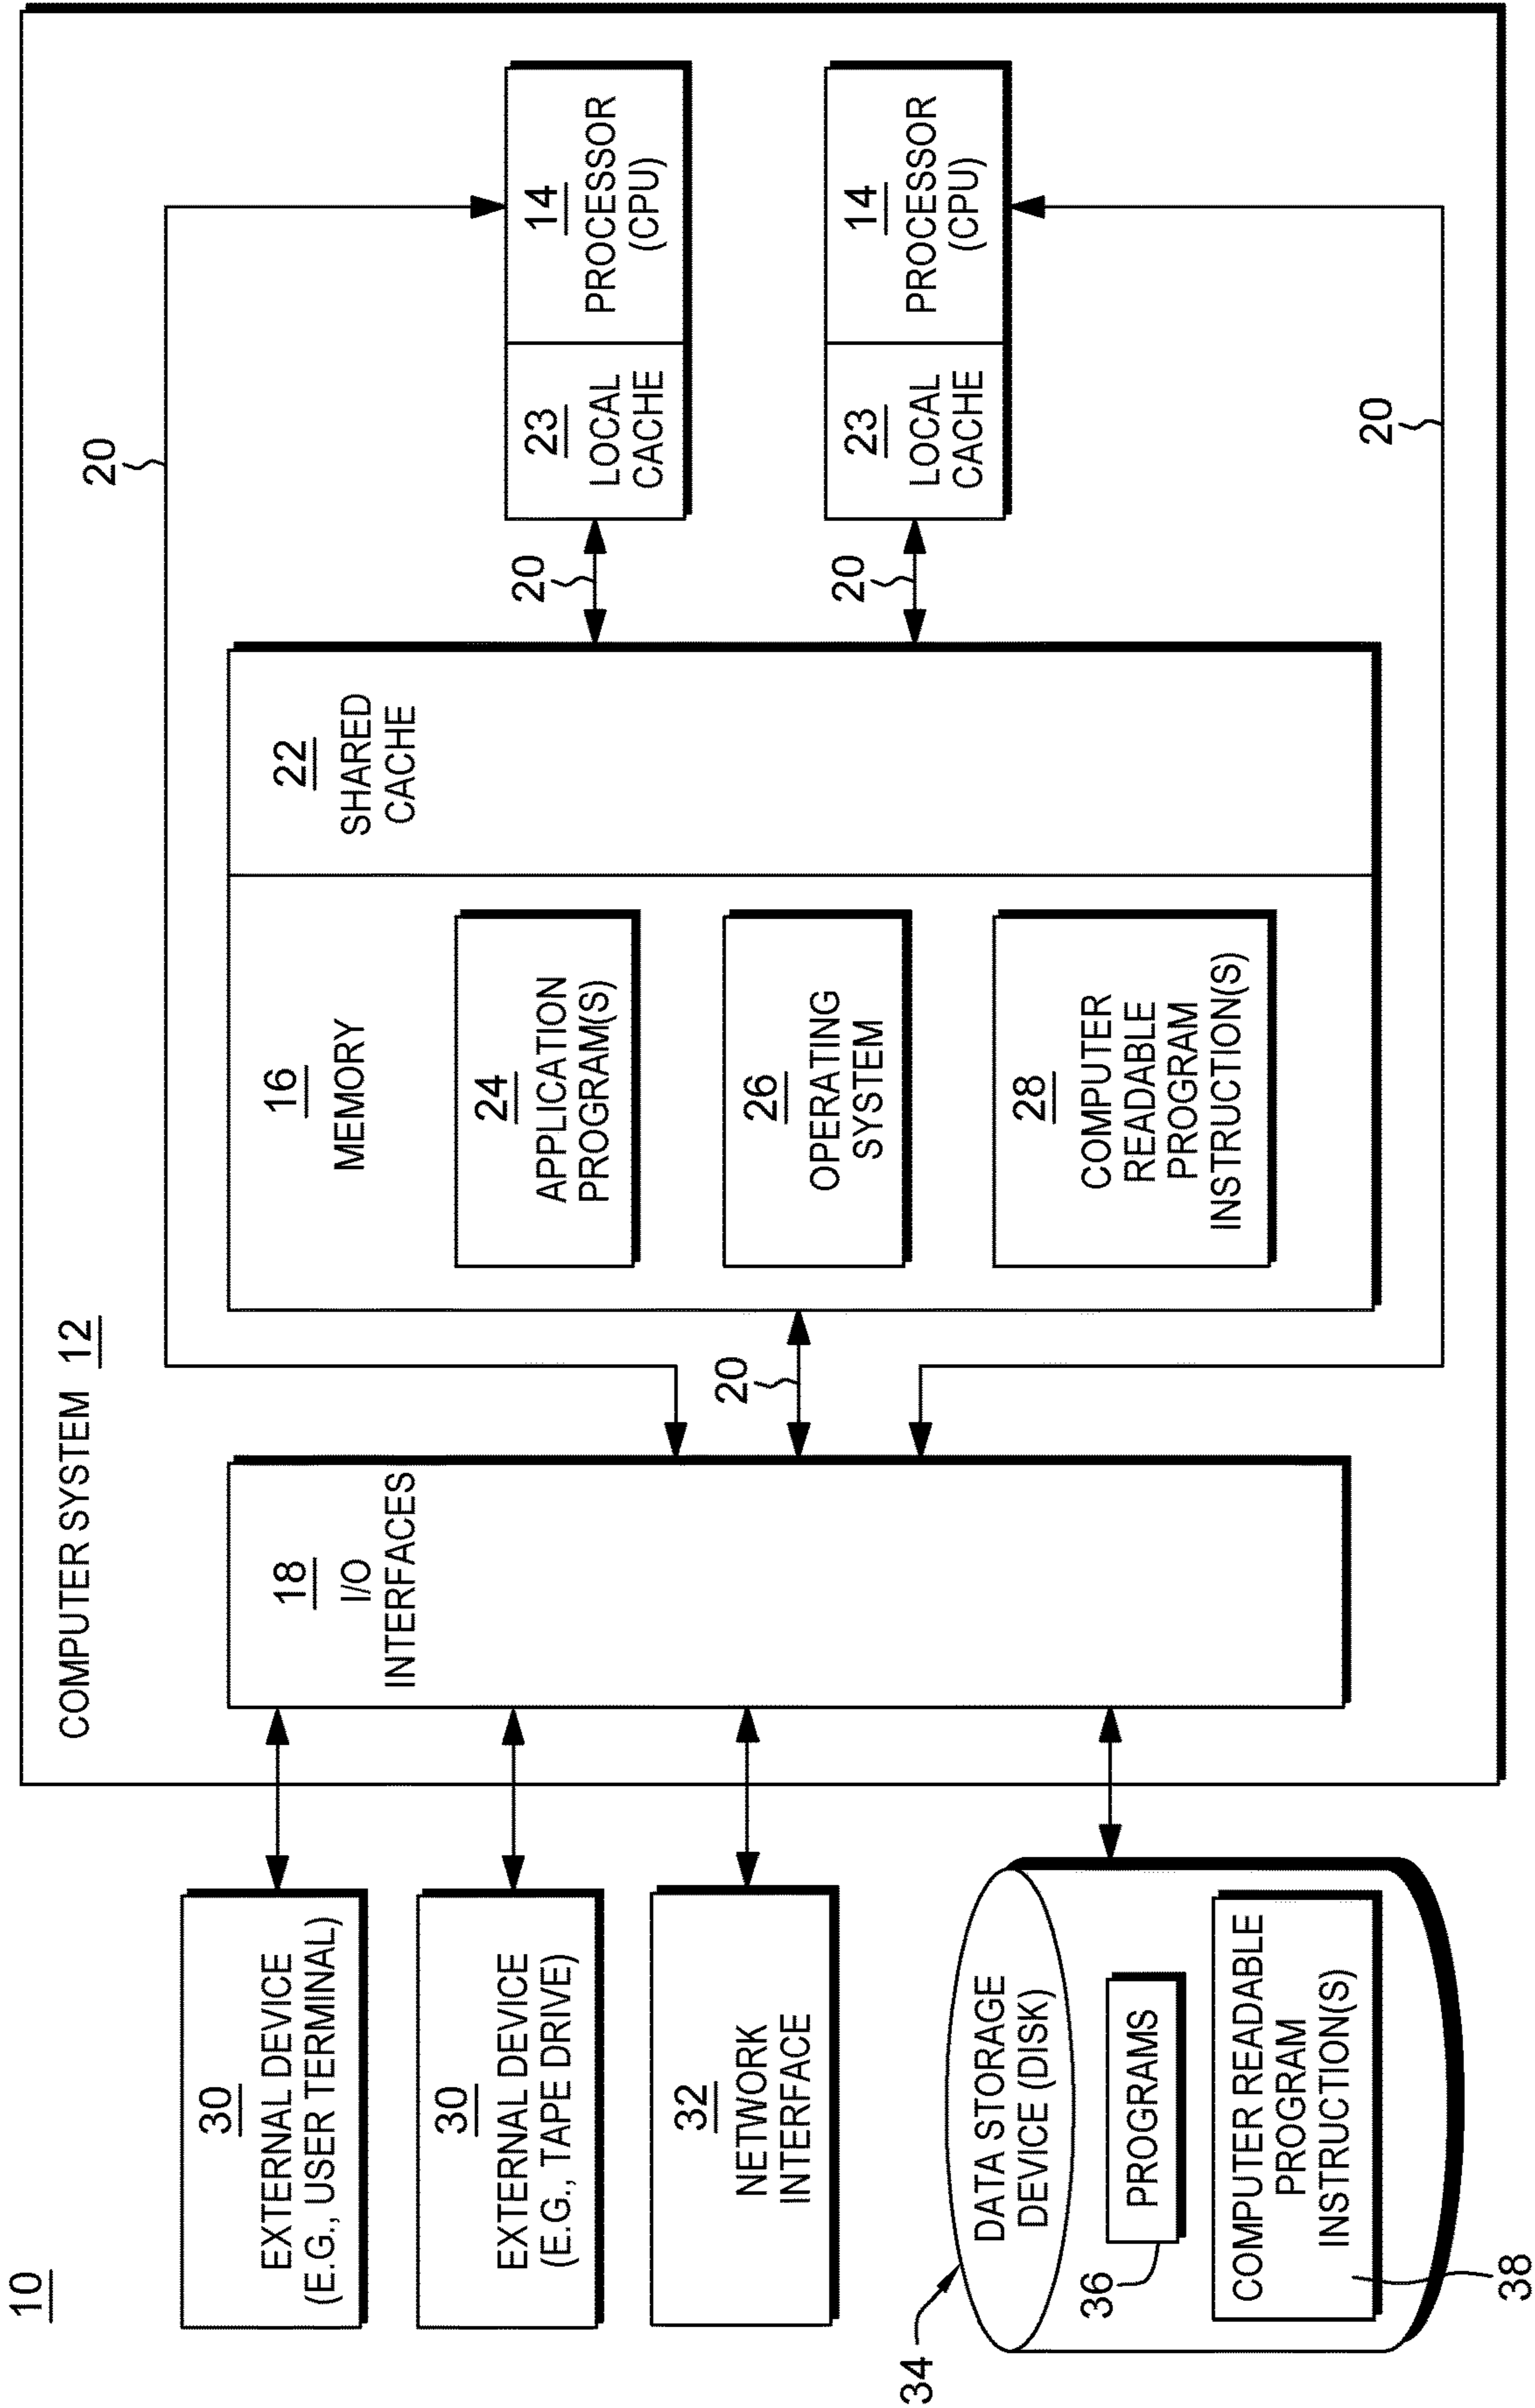 10
COMPUTER SYSTEM 12
30
EXTERNAL DEVICE
(E.G., USER TERMINAL)
30
EXTERNAL DEVICE
(E.G., TAPE DRIVE)
32
NETWORK
INTERFACE
34
DATA STORAGE
DEVICE (DISK)
36
PROGRAMS
COMPUTER READABLE
PROGRAM
INSTRUCTION(S)
38
18
I/O
INTERFACES
20
20
16
MEMORY
24
APPLICATION
PROGRAM(S)
26
OPERATING
SYSTEM
28
COMPUTER
READABLE
PROGRAM
INSTRUCTION(S)
22
SHARED
CACHE
20
20
23
LOCAL
CACHE
14
PROCESSOR
(CPU)
23
LOCAL
CACHE
14
PROCESSOR
(CPU)
20